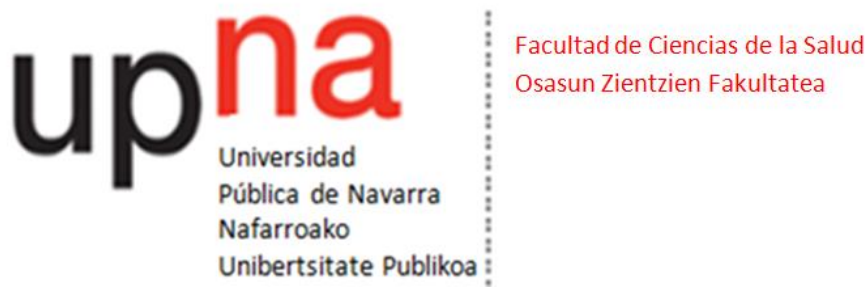 upna
Universidad
Pública de Navarra
Nafarroako
Unibertsitate Publikoa
Facultad de Ciencias de la Salud
Osasun Zientzien Fakultatea